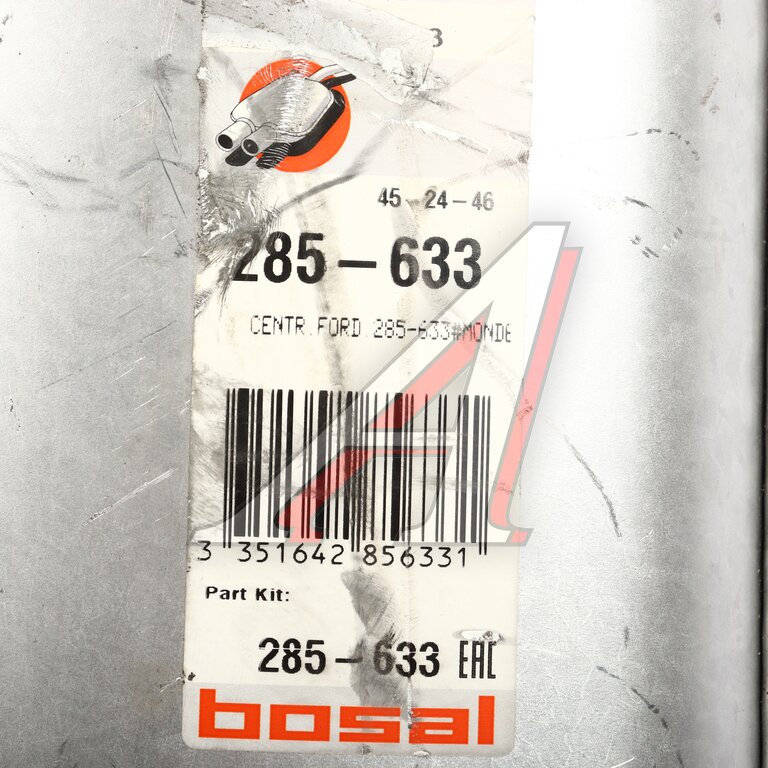 3
45-24-46
285-633
CENTR.FORD.285-633#MONDE
3 351642 856331
Part Kit:
285-633 EAC
bosal